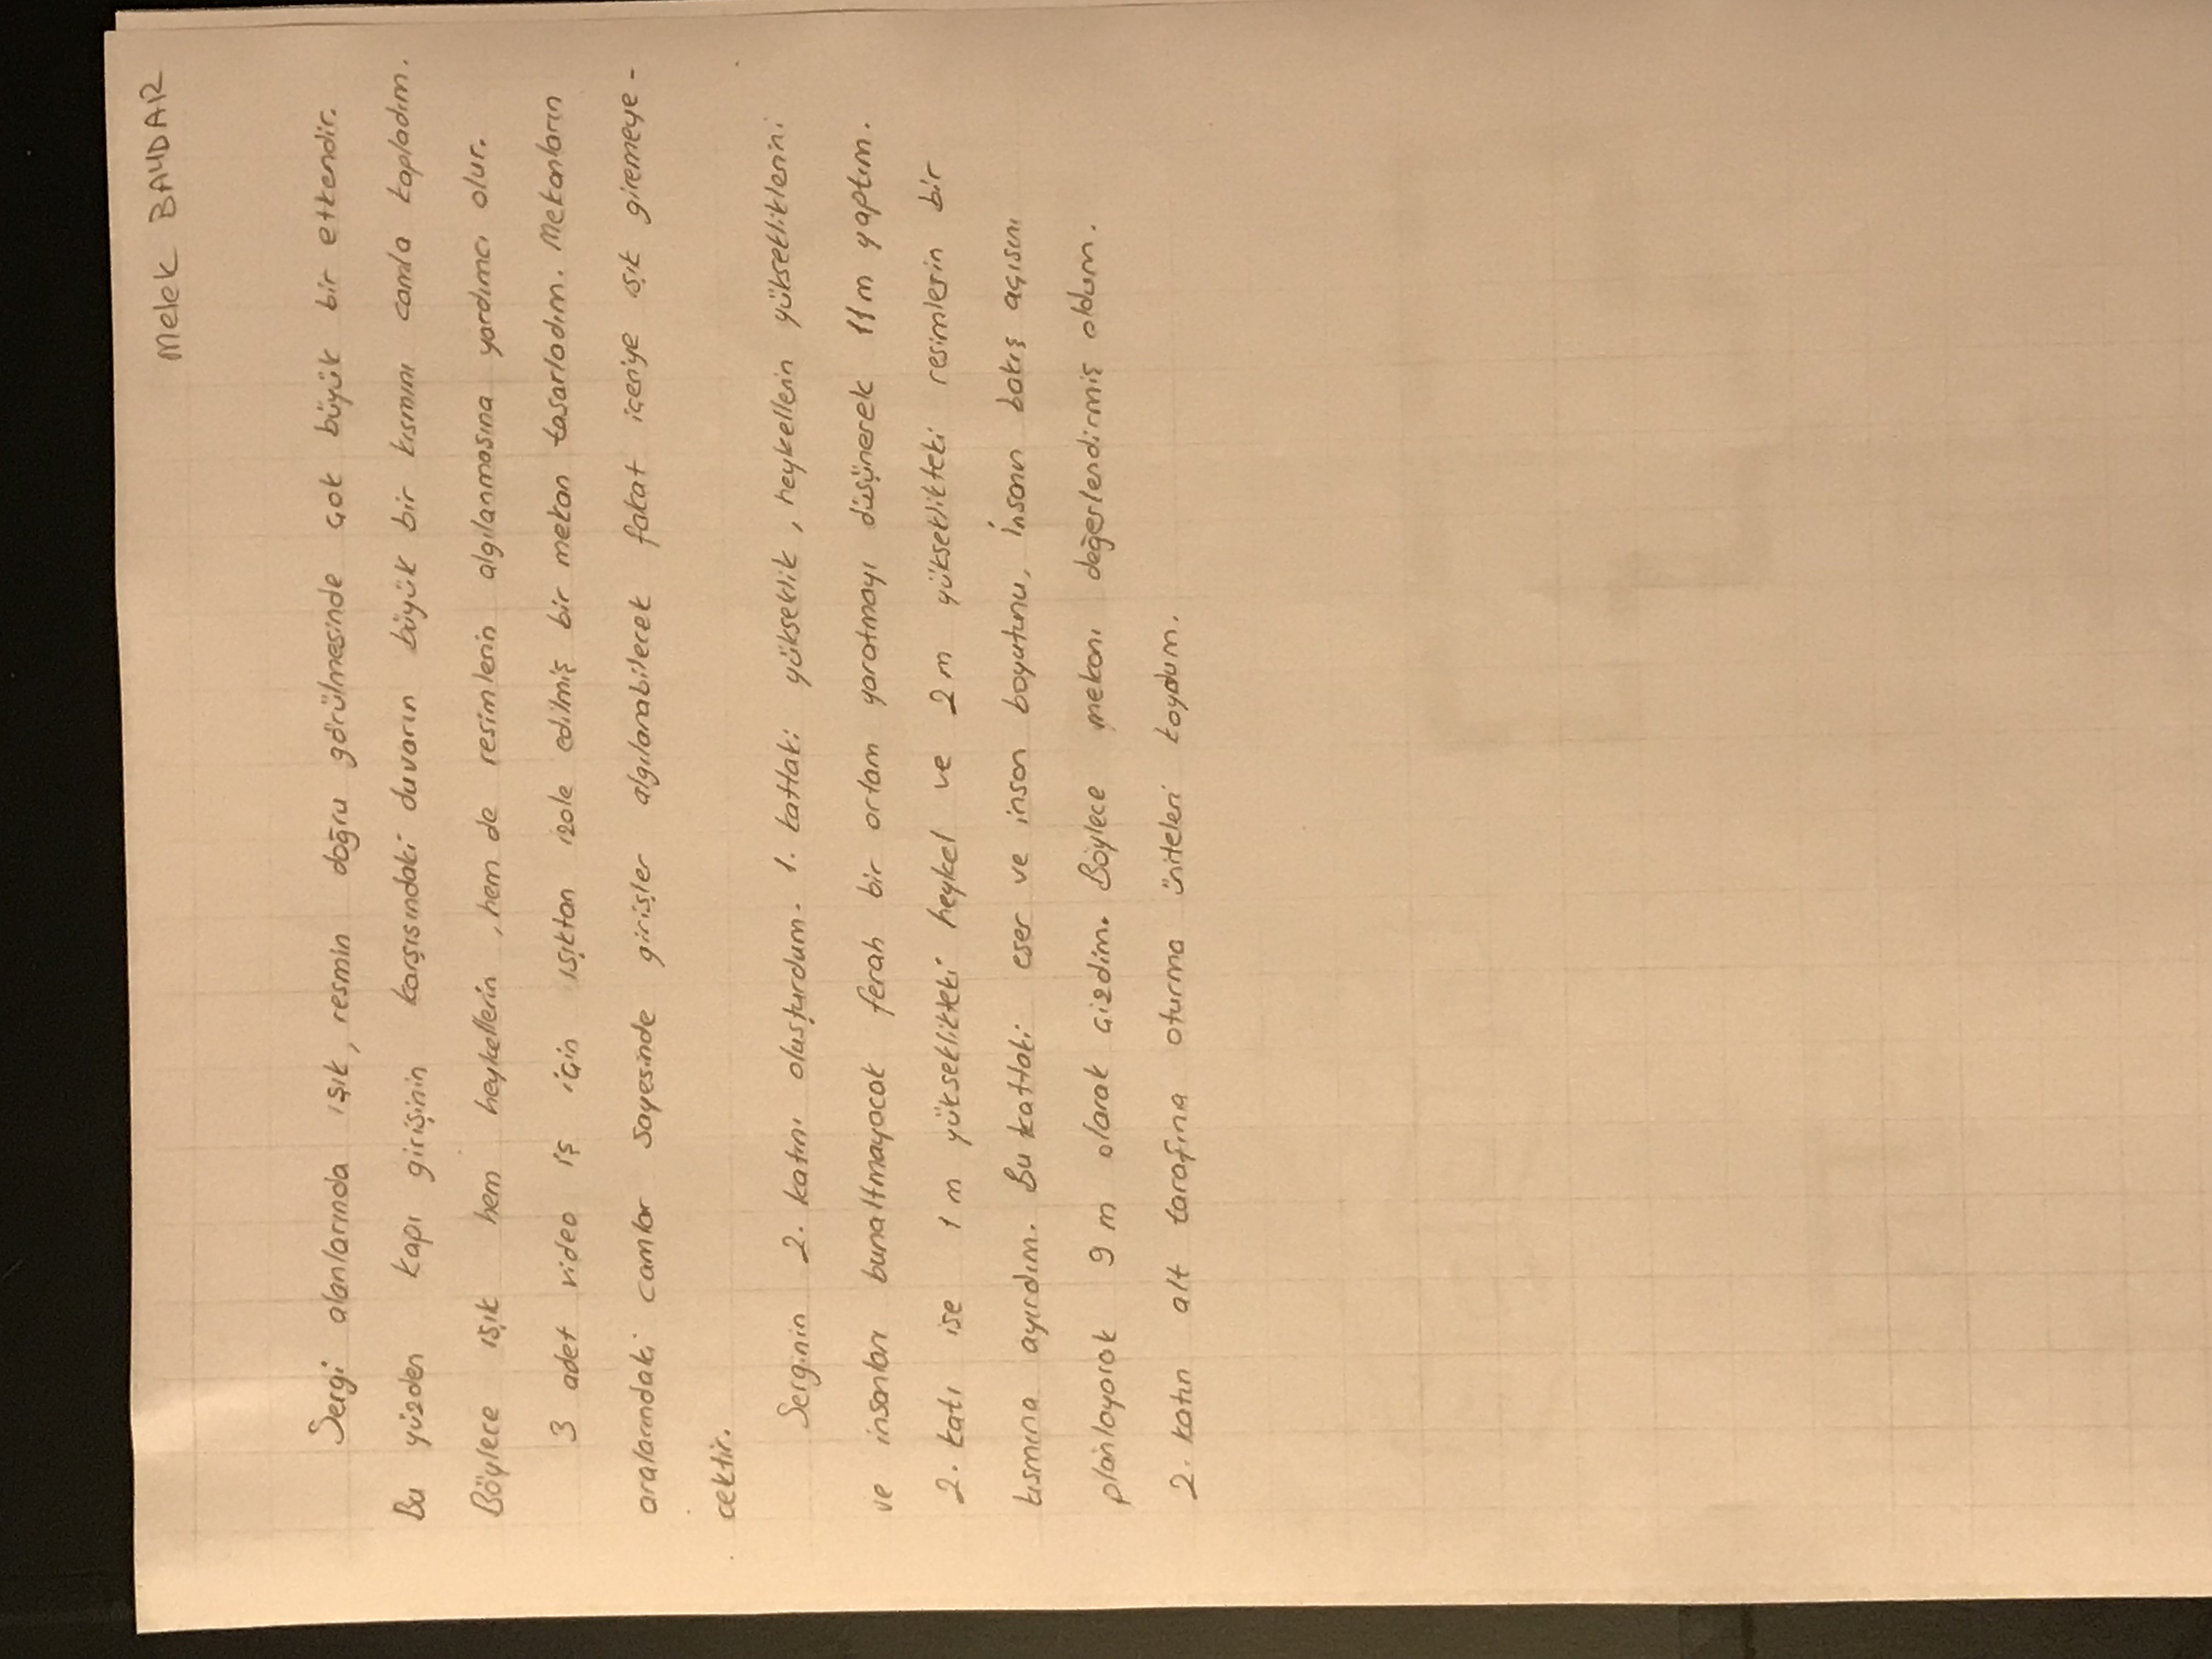 Melek BAYDAR
Sergi alanlarında ışık, resmin doğru görülmesinde çok büyük bir etkendir.
Bu yüzden kapı girişinin karşısındaki duvarın büyük bir kısmını camla kapladım.
Böylece ışık hem heykellerin , hem de resimlerin algılanmasına yardımcı olur.
3 adet video iş için ışıktan izole edilmiş bir mekan tasarladım. Mekanların
aralarındaki camlar sayesinde girişler algılanabilecek fakat içeriye ışık giremeye-
cektir.
Serginin 2. katını oluşturdum. 1. kattaki yükseklik , heykellerin yüksekliklerini
ve insanları bunaltmayacak ferah bir ortam yaratmayı düşünerek 11m yaptım.
2. katı ise 1 m yükseklikteki heykel ve 2 m yükseklikteki resimlerin bir
kısmına ayırdım. Bu kattaki eser ve insan boyutunu, İnsanın bakış açısını
planlayarak 9 m olarak çizdim. Böylece mekanı değerlendirmiş oldum.
2. katın alt tarafına oturma üniteleri koydum.